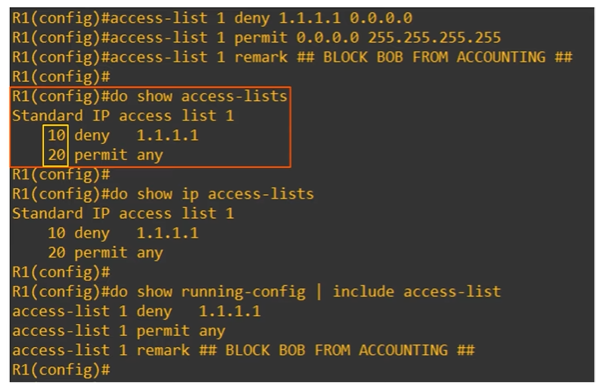 R1(config)#access-list 1 deny 1.1.1.1 0.0.0.0
R1(config)#access-list 1 permit 0.0.0.0 255.255.255.255
R1(config)#access-list 1 remark ## BLOCK BOB FROM ACCOUNTING ##
R1(config)#
R1(config)#do show access-lists
Standard IP access list 1
    10 deny   1.1.1.1
    20 permit any
R1(config)#
R1(config)#do show ip access-lists
Standard IP access list 1
    10 deny   1.1.1.1
    20 permit any
R1(config)#
R1(config)#do show running-config | include access-list
access-list 1 deny   1.1.1.1
access-list 1 permit any
access-list 1 remark ## BLOCK BOB FROM ACCOUNTING ##
R1(config)#